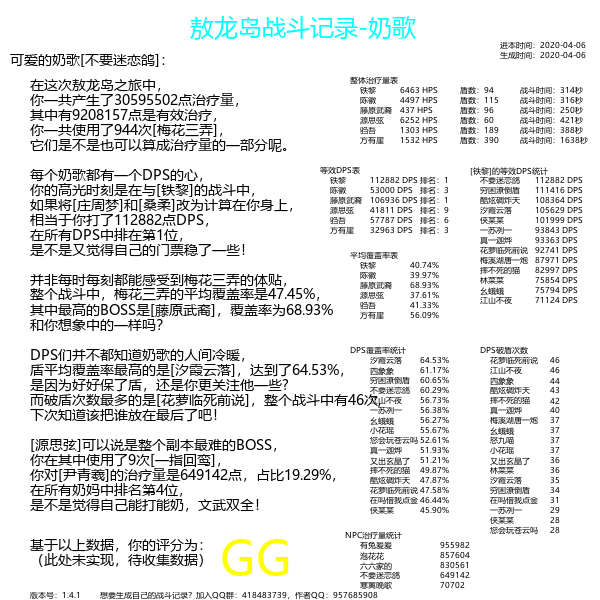 敖龙岛战斗记录-奶歌
进本时间：2020-04-06
生成时间：2020-04-06
可爱的奶歌[不要迷恋鸽]：
在这次敖龙岛之旅中，
你一共产生了30595502点治疗量，
其中有9208157点是有效治疗，
你一共使用了944次[梅花三弄]，
它们是不是也可以算成治疗量的一部分呢。
每个奶歌都有一个DPS的心，
你的高光时刻是在与[铁黎]的战斗中，
如果将[庄周梦]和[桑柔]改为计算在你身上，
相当于你打了112882点DPS，
在所有DPS中排在第1位，
是不是又觉得自己的门票稳了一些！
并非每时每刻都能感受到梅花三弄的体贴，
整个战斗中，梅花三弄的平均覆盖率是47.45%，
其中最高的BOSS是[藤原武裔]，覆盖率为68.93%
和你想象中的一样吗？
DPS们并不都知道奶歌的人间冷暖，
盾平均覆盖率最高的是[汐霞云落]，达到了64.53%，
是因为好好保了盾，还是你更关注他一些？
而破盾次数最多的是[花萝临死前说]，整个战斗中有46次，
下次知道该把谁放在最后了吧！
[源思弦]可以说是整个副本最难的BOSS，
你在其中使用了9次[一指回鸾]，
你对[尹青羲]的治疗量是649142点，占比19.29%，
在所有奶妈中排名第4位，
是不是觉得自己能打能奶，文武双全！
基于以上数据，你的评分为：
（此处未实现，待收集数据）
GG
整体治疗量表
铁黎 6463 HPS 盾数：94 战斗时间：314秒
陈徽 4497 HPS 盾数：115 战斗时间：316秒
藤原武裔 437 HPS 盾数：96 战斗时间：250秒
源思弦 6252 HPS 盾数：60 战斗时间：421秒
驺吾 1303 HPS 盾数：189 战斗时间：388秒
方有崖 1532 HPS 盾数：390 战斗时间：1638秒
等效DPS表
铁黎 112882 DPS 排名：1
陈徽 53000 DPS 排名：3
藤原武裔 106936 DPS 排名：1
源思弦 41811 DPS 排名：9
驺吾 57787 DPS 排名：6
方有崖 32963 DPS 排名：3
[铁黎]的等效DPS统计
不要迷恋鸽 112882 DPS
穷困潦倒盾 111416 DPS
酷炫碉炸天 108364 DPS
汐霞云落 105629 DPS
侠菜菜 101999 DPS
一苏冽一 93843 DPS
真一迦烨 93363 DPS
花萝临死前说 92741 DPS
梅溪湖唐一炮 87971 DPS
摔不死的猫 82997 DPS
林菜菜 75854 DPS
幺蛾蛾 75794 DPS
江山不夜 71124 DPS
平均覆盖率表
铁黎 40.74%
陈徽 39.97%
藤原武裔 68.93%
源思弦 37.61%
驺吾 41.33%
方有崖 56.09%
DPS覆盖率统计
汐霞云落 64.53%
四象象 61.17%
穷困潦倒盾 60.65%
不要迷恋鸽 60.29%
江山不夜 56.73%
一苏冽一 56.38%
幺蛾蛾 56.27%
小花瑶 55.67%
您会玩苍云吗 52.61%
真一迦烨 51.93%
又出玄晶了 51.21%
摔不死的猫 49.87%
酷炫碉炸天 47.87%
花萝临死前说 47.58%
在吗借我点金 46.44%
侠菜菜 45.90%
DPS破盾次数
花萝临死前说 46
江山不夜 46
四象象 44
酷炫碉炸天 43
摔不死的猫 42
真一迦烨 40
梅溪湖唐一炮 37
幺蛾蛾 37
怒九喵 37
小花瑶 37
又出玄晶了 36
林菜菜 36
汐霞云落 35
穷困潦倒盾 34
在吗借我点金 31
一苏冽一 29
侠菜菜 28
您会玩苍云吗 28
NPC治疗量统计
有兔爰爰 955982
泡花花 857604
六六家的 830561
不要迷恋鸽 649142
寒蓠晚歌 70702
版本号：1.4.1 想要生成自己的战斗记录？加入QQ群：418483739，作者QQ：957685908